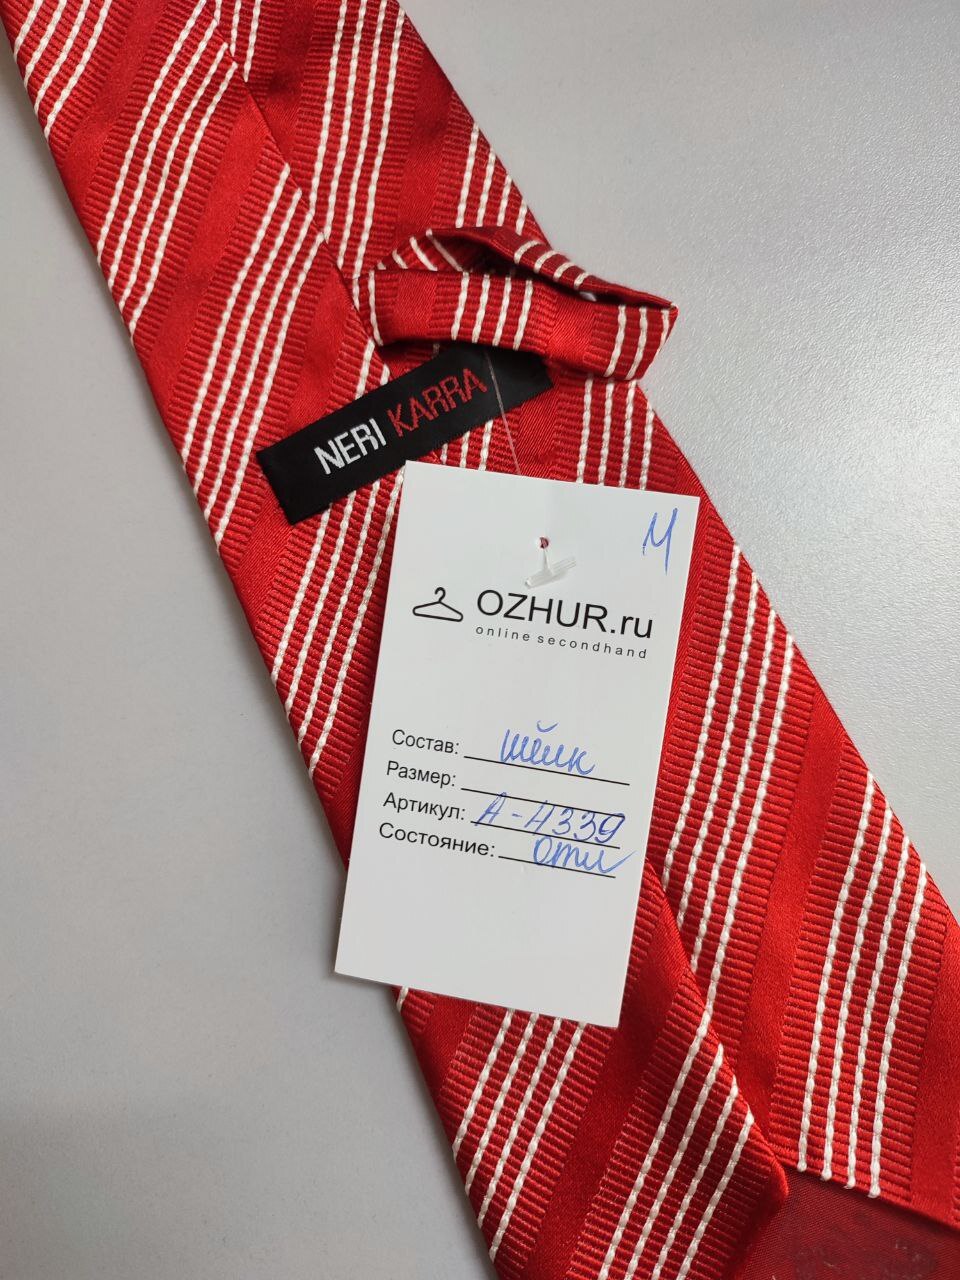 NERI KARRA
М
OZHUR.ru
online secondhand
Состав: шёлк
Размер:
Артикул: А-4339
Состояние: отл